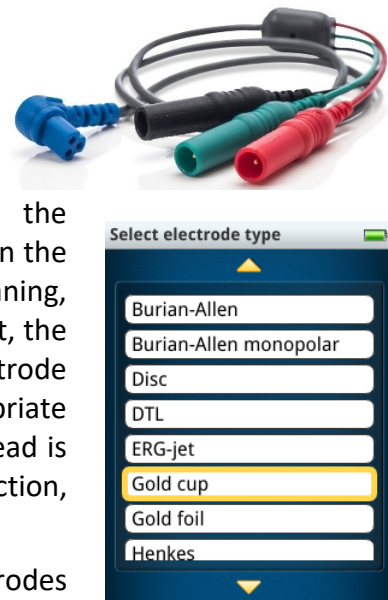 the
n the
ning,
t, the
trode
priate
ead is
ction,
rodes
Select electrode type
Burian-Allen
Burian-Allen monopolar
Disc
DTL
ERG-jet
Gold cup
Gold foil
Henkes